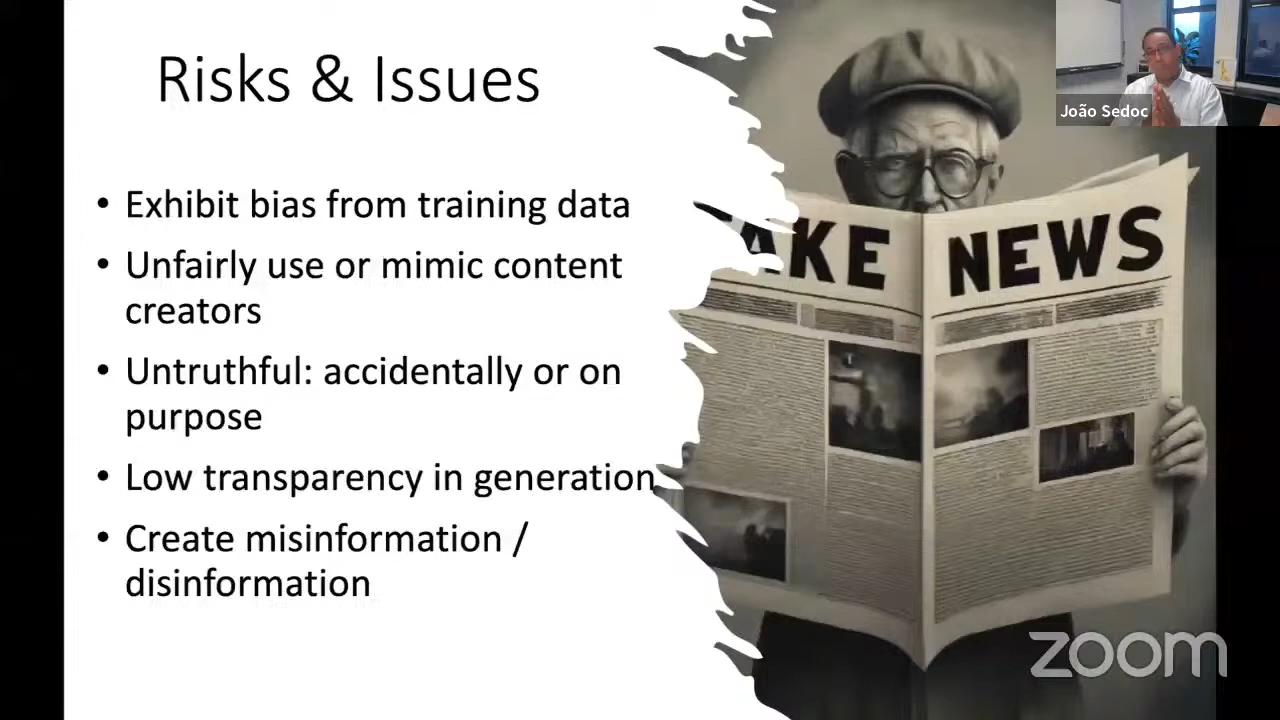 Risks & Issues
• Exhibit bias from training data
• Unfairly use or mimic content
creators
• Untruthful: accidentally or on
purpose
• Low transparency in generation
• Create misinformation /
disinformation
AKE NEWS
João Sedoc
zoom